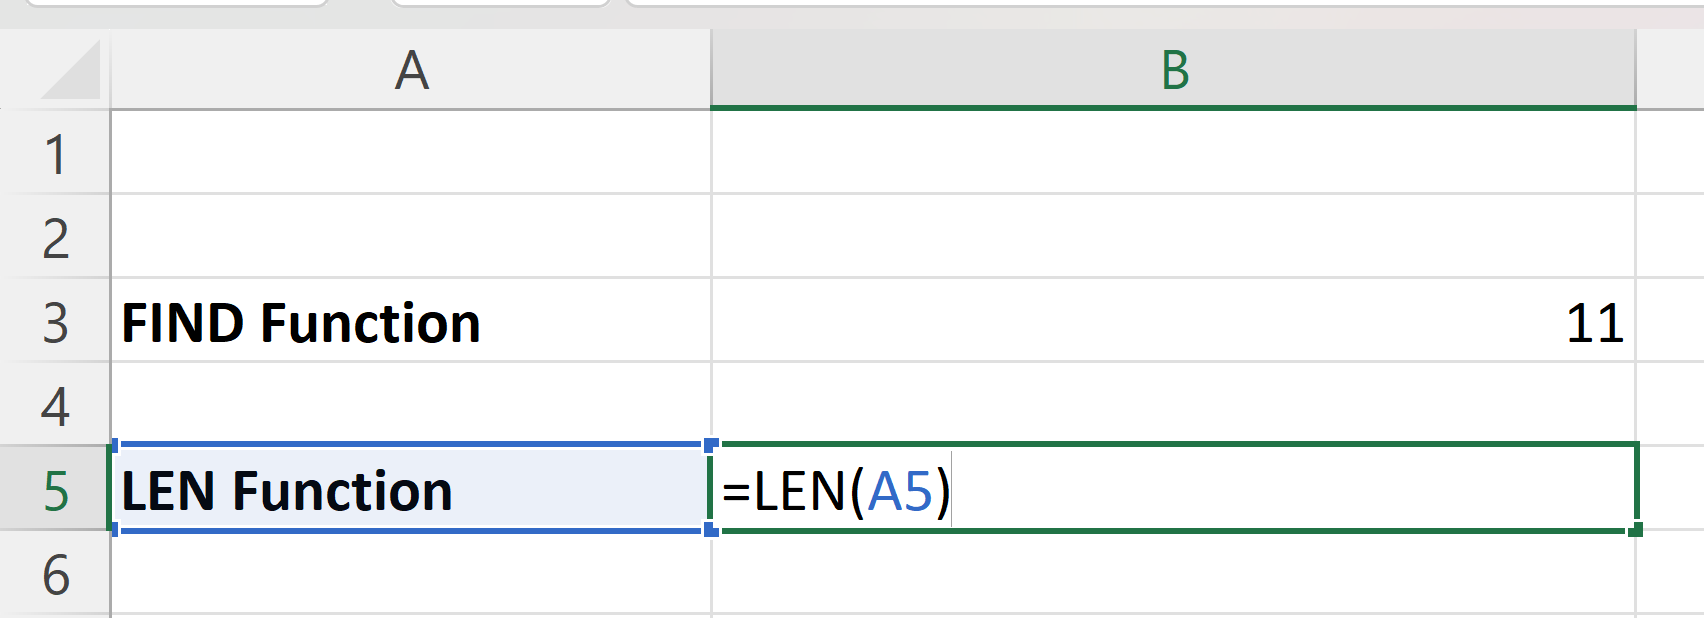 A B
1
2
3 FIND Function 11
4
5 LEN Function =LEN(A5)
6